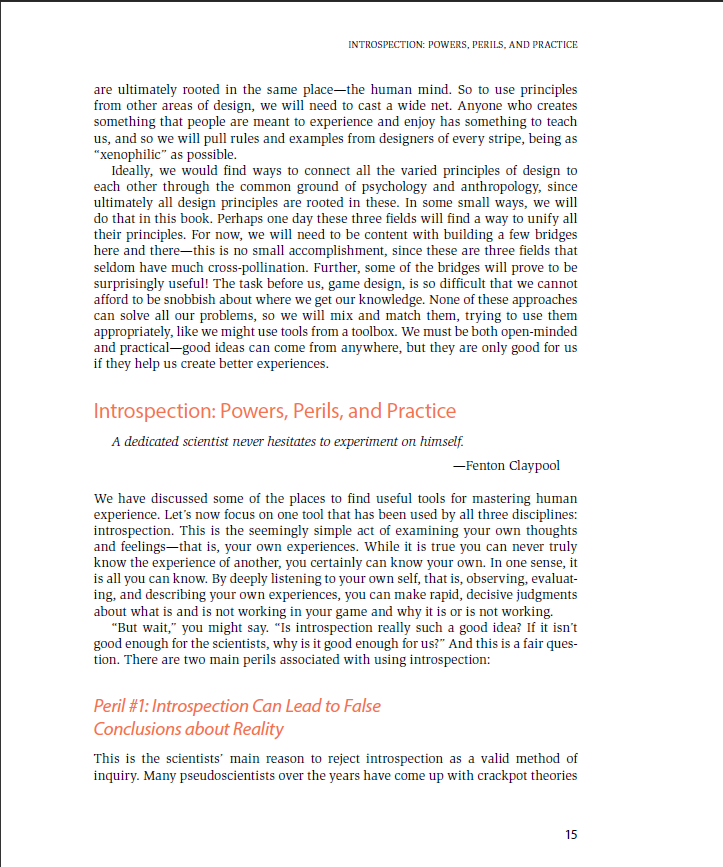 INTROSPECTION: POWERS, PERILS, AND PRACTICE
are ultimately rooted in the same place—the human mind. So to use principles
from other areas of design, we will need to cast a wide net. Anyone who creates
something that people are meant to experience and enjoy has something to teach
us, and so we will pull rules and examples from designers of every stripe, being as
“xenophilic” as possible.
Ideally, we would find ways to connect all the varied principles of design to
each other through the common ground of psychology and anthropology, since
ultimately all design principles are rooted in these. In some small ways, we will
do that in this book. Perhaps one day these three fields will find a way to unify all
their principles. For now, we will need to be content with building a few bridges
here and there—this is no small accomplishment, since these are three fields that
seldom have much cross-pollination. Further, some of the bridges will prove to be
surprisingly useful! The task before us, game design, is so difficult that we cannot
afford to be snobbish about where we get our knowledge. None of these approaches
can solve all our problems, so we will mix and match them, trying to use them
appropriately, like we might use tools from a toolbox. We must be both open-minded
and practical—good ideas can come from anywhere, but they are only good for us
if they help us create better experiences.
Introspection: Powers, Perils, and Practice
A dedicated scientist never hesitates to experiment on himself.
—Fenton Claypool
We have discussed some of the places to find useful tools for mastering human
experience. Let’s now focus on one tool that has been used by all three disciplines:
introspection. This is the seemingly simple act of examining your own thoughts
and feelings—that is, your own experiences. While it is true you can never truly
know the experience of another, you certainly can know your own. In one sense, it
is all you can know. By deeply listening to your own self, that is, observing, evaluat-
ing, and describing your own experiences, you can make rapid, decisive judgments
about what is and is not working in your game and why it is or is not working.
“But wait,” you might say. “Is introspection really such a good idea? If it isn’t
good enough for the scientists, why is it good enough for us?” And this is a fair ques-
tion. There are two main perils associated with using introspection:
Peril #1: Introspection Can Lead to False
Conclusions about Reality
This is the scientists’ main reason to reject introspection as a valid method of
inquiry. Many pseudoscientists over the years have come up with crackpot theories
15